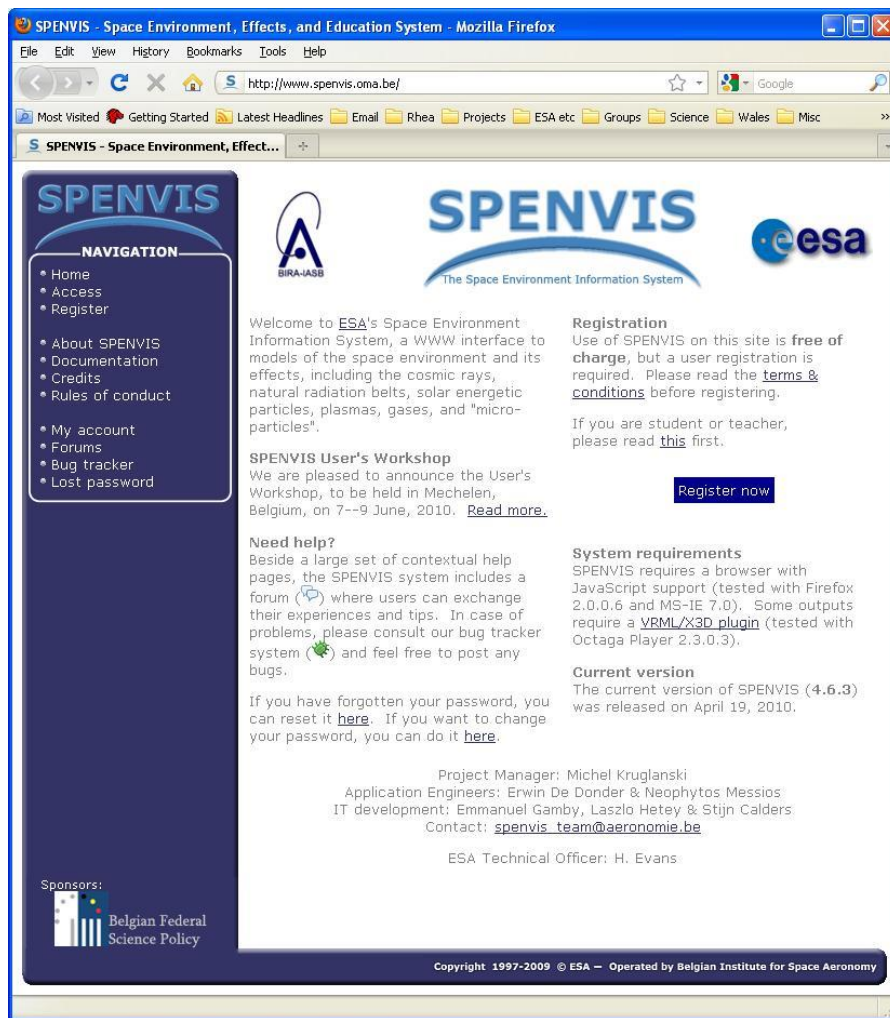 SPENVIS - Space Environment, Effects, and Education System - Mozilla Firefox
File Edit View History Bookmarks Tools Help
http://www.spenvis.oma.be/
Google
Most Visited Getting Started Latest Headlines Email Rhea Projects ESA etc Groups Science Wales Misc »
SPENVIS - Space Environment, Effect...
SPENVIS
NAVIGATION
• Home
• Access
• Register
• About SPENVIS
• Documentation
• Credits
• Rules of conduct
• My account
• Forums
• Bug tracker
• Lost password
Sponsors:
Belgian Federal
Science Policy
BIRA-IASB
SPENVIS
The Space Environment Information System
esa
Welcome to ESA's Space Environment
Information System, a WWW interface to
models of the space environment and its
effects, including the cosmic rays,
natural radiation belts, solar energetic
particles, plasmas, gases, and "micro-
particles".
SPENVIS User's Workshop
We are pleased to announce the User's
Workshop, to be held in Mechelen,
Belgium, on 7--9 June, 2010. Read more.
Need help?
Beside a large set of contextual help
pages, the SPENVIS system includes a
forum ( ) where users can exchange
their experiences and tips. In case of
problems, please consult our bug tracker
system ( ) and feel free to post any
bugs.
If you have forgotten your password, you
can reset it here. If you want to change
your password, you can do it here.
Registration
Use of SPENVIS on this site is free of
charge, but a user registration is
required. Please read the terms &
conditions before registering.
If you are student or teacher,
please read this first.
Register now
System requirements
SPENVIS requires a browser with
JavaScript support (tested with Firefox
2.0.0.6 and MS-IE 7.0). Some outputs
require a VRML/X3D plugin (tested with
Octaga Player 2.3.0.3).
Current version
The current version of SPENVIS (4.6.3)
was released on April 19, 2010.
Project Manager: Michel Kruglanski
Application Engineers: Erwin De Donder & Neophytos Messios
IT development: Emmanuel Gamby, Laszlo Hetey & Stijn Calders
Contact: spenvis_team@aeronomie.be
ESA Technical Officer: H. Evans
Copyright 1997-2009 © ESA — Operated by Belgian Institute for Space Aeronomy